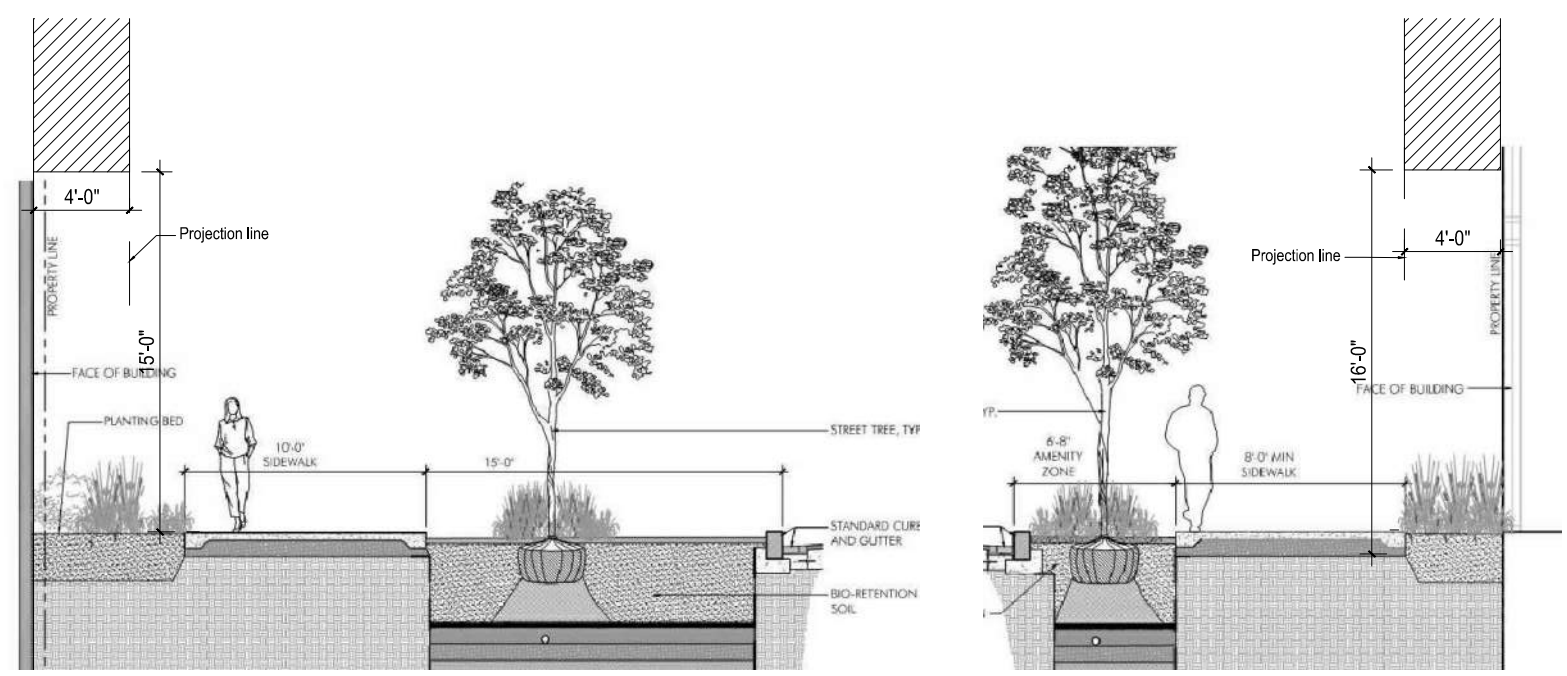 4'-0"
Projection line
PROPERTY LINE
15'-0"
FACE OF BUILDING
PLANTING BED
10'-0"
SIDEWALK
15'-0"
STREET TREE, TYP
STANDARD CURB
AND GUTTER
BIO-RETENTION
SOIL
4'-0"
Projection line
PROPERTY LINE
16'-0"
FACE OF BUILDING
YP.
6'-8"
AMENITY
ZONE
8'-0" MIN
SIDEWALK